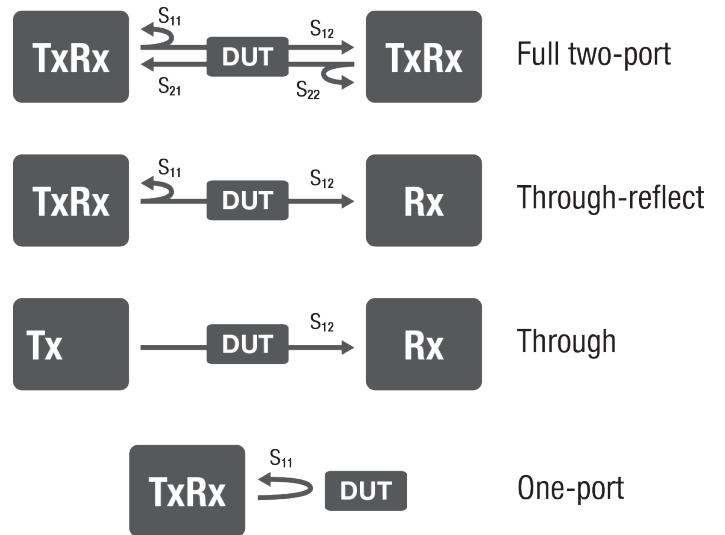 S11 S12
TxRx DUT TxRx Full two-port
S21 S22
S11 S12
TxRx DUT Rx Through-reflect
S12
Tx DUT Rx Through
S11
TxRx DUT One-port